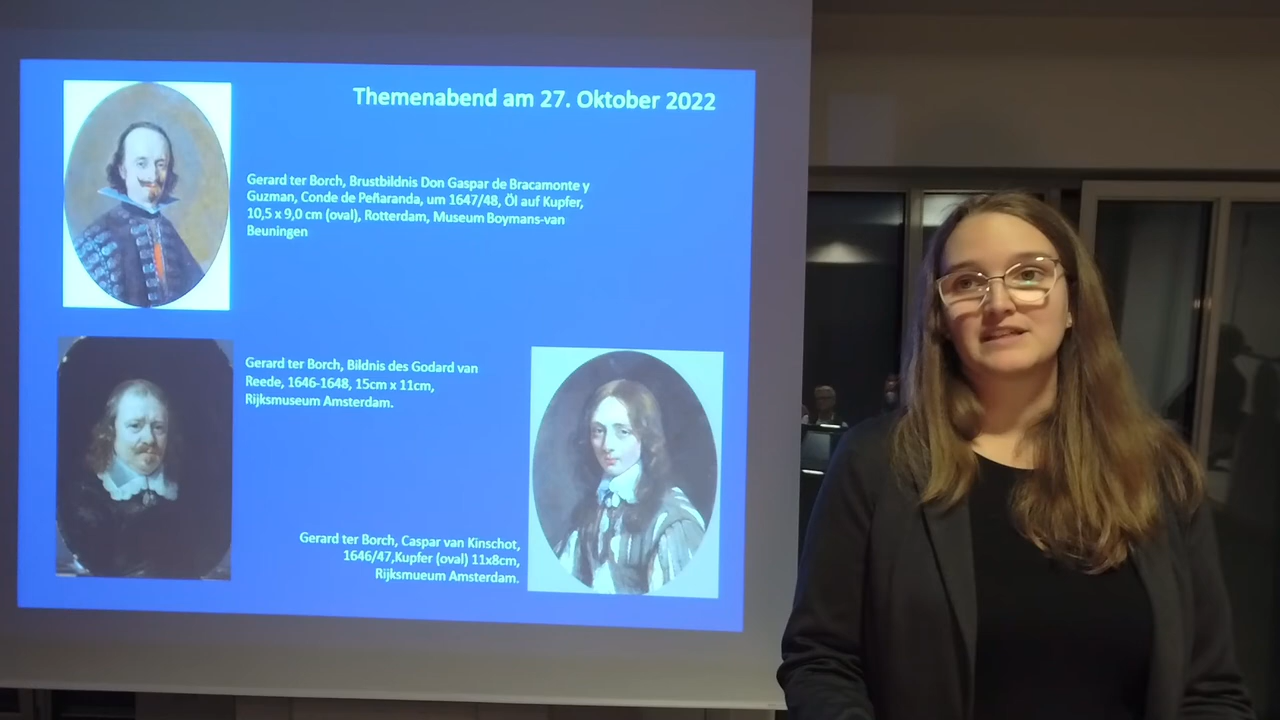 Themenabend am 27. Oktober 2022
Gerard ter Borch, Brustbildnis Don Gaspar de Bracamonte y
Guzman, Conde de Peñaranda, um 1647/48, Öl auf Kupfer,
10,5 x 9,0 cm (oval), Rotterdam, Museum Boymans-van
Beuningen
Gerard ter Borch, Bildnis des Godard van
Reede, 1646-1648, 15cm x 11cm,
Rijksmuseum Amsterdam.
Gerard ter Borch, Caspar van Kinschot,
1646/47,Kupfer (oval) 11x8cm,
Rijksmueum Amsterdam.